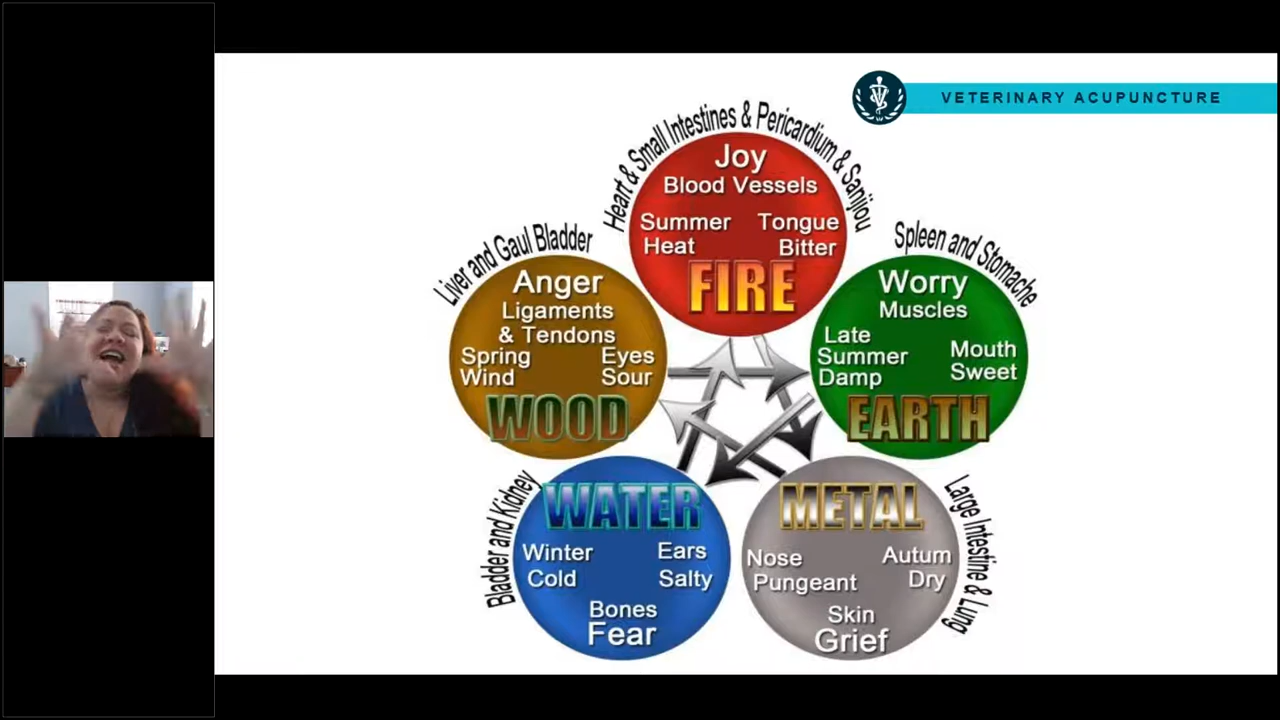 VETERINARY ACUPUNCTURE
Heart & Small Intestines & Pericardium & Sanijou
Joy
Blood Vessels
Summer Tongue
Heat Bitter
FIRE
Liver and Gaul Bladder
Anger
Ligaments
& Tendons
Spring Eyes
Wind Sour
WOOD
Spleen and Stomache
Worry
Muscles
Late
Summer Mouth
Damp Sweet
EARTH
Bladder and Kidney
WATER
Winter Ears
Cold Salty
Bones
Fear
Large Intestine & Lung
METAL
Nose Autum
Pungeant Dry
Skin
Grief